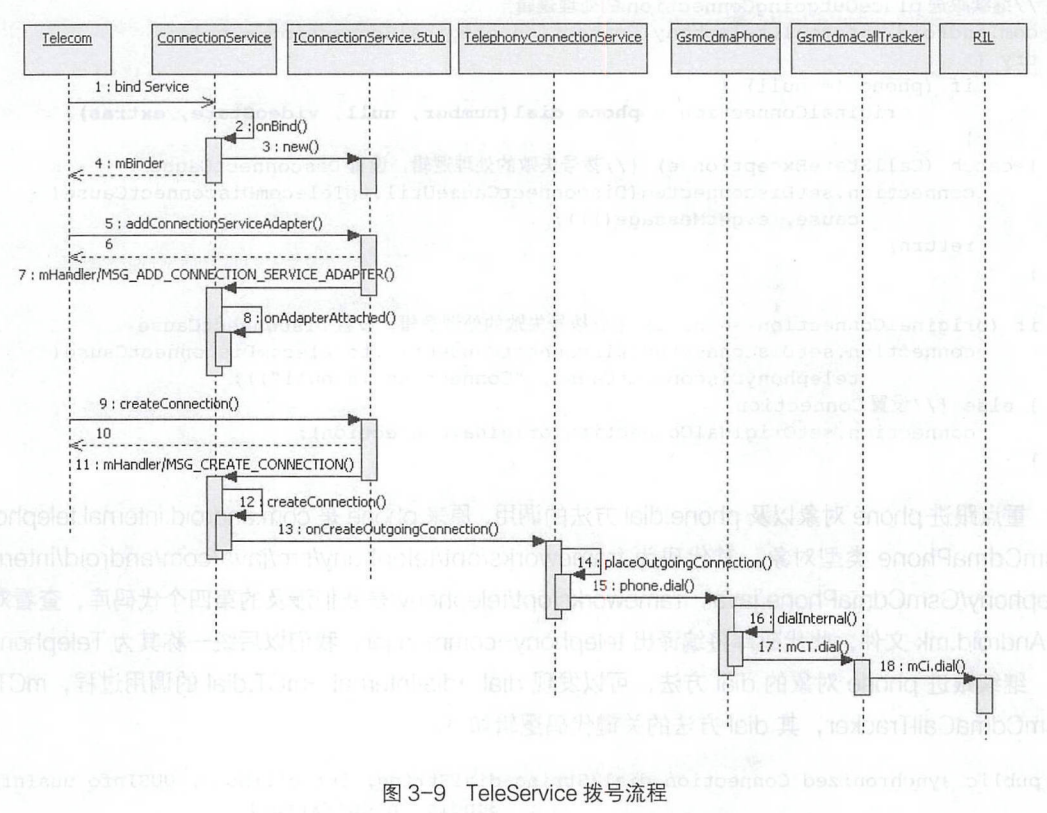 Telecom
ConnectionService
IConnectionService.Stub
TelephonyConnectionService
GsmCdmaPhone
GsmCdmaCallTracker
RIL
1 : bind Service
2 : onBind()
3 : new()
4 : mBinder
5 : addConnectionServiceAdapter()
6
7 : mHandler/MSG_ADD_CONNECTION_SERVICE_ADAPTER()
8 : onAdapterAttached()
9 : createConnection()
10
11 : mHandler/MSG_CREATE_CONNECTION()
12 : createConnection()
13 : onCreateOutgoingConnection()
14 : placeOutgoingConnection()
15 : phone.dial()
16 : dialInternal()
17 : mCT.dial()
18 : mCi.dial()
图 3-9 TeleService 拨号流程